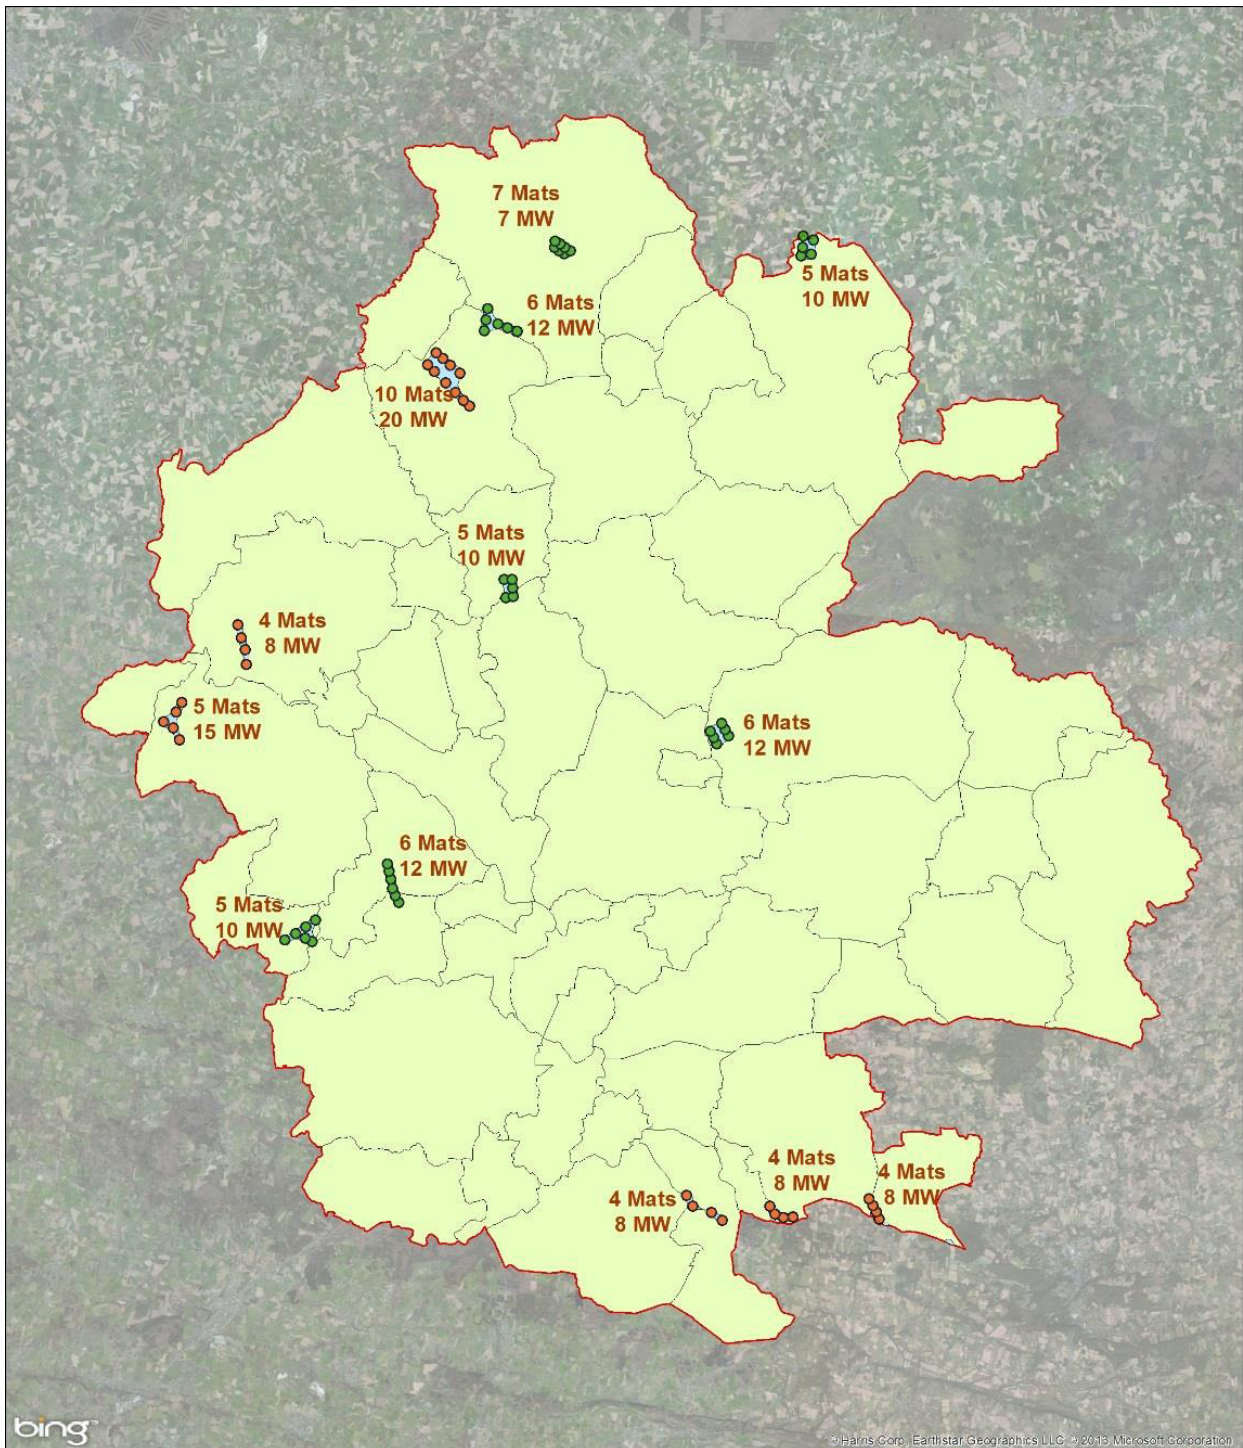 7 Mats
7 MW
5 Mats
10 MW
6 Mats
12 MW
10 Mats
20 MW
5 Mats
10 MW
4 Mats
8 MW
5 Mats
15 MW
6 Mats
12 MW
6 Mats
12 MW
5 Mats
10 MW
4 Mats
8 MW
4 Mats
8 MW
4 Mats
8 MW
bing™
© Harris Corp, Earthstar Geographics LLC © 2013 Microsoft Corporation